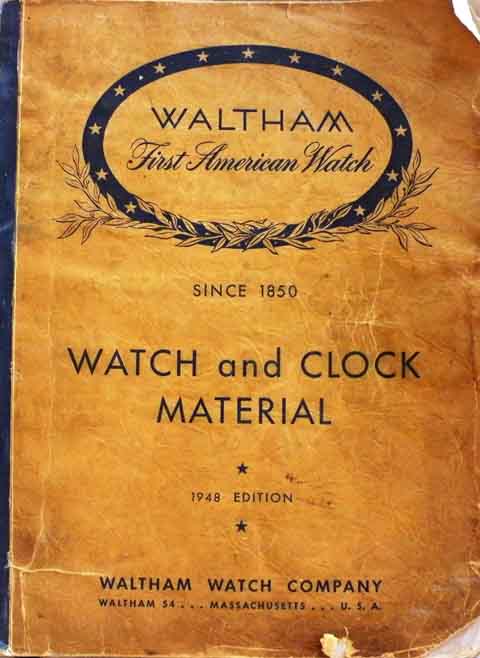 WALTHAM
First American Watch
SINCE 1850
WATCH and CLOCK
MATERIAL
1948 EDITION
WALTHAM WATCH COMPANY
WALTHAM 54 . . . MASSACHUSETTS . . . U. S. A.